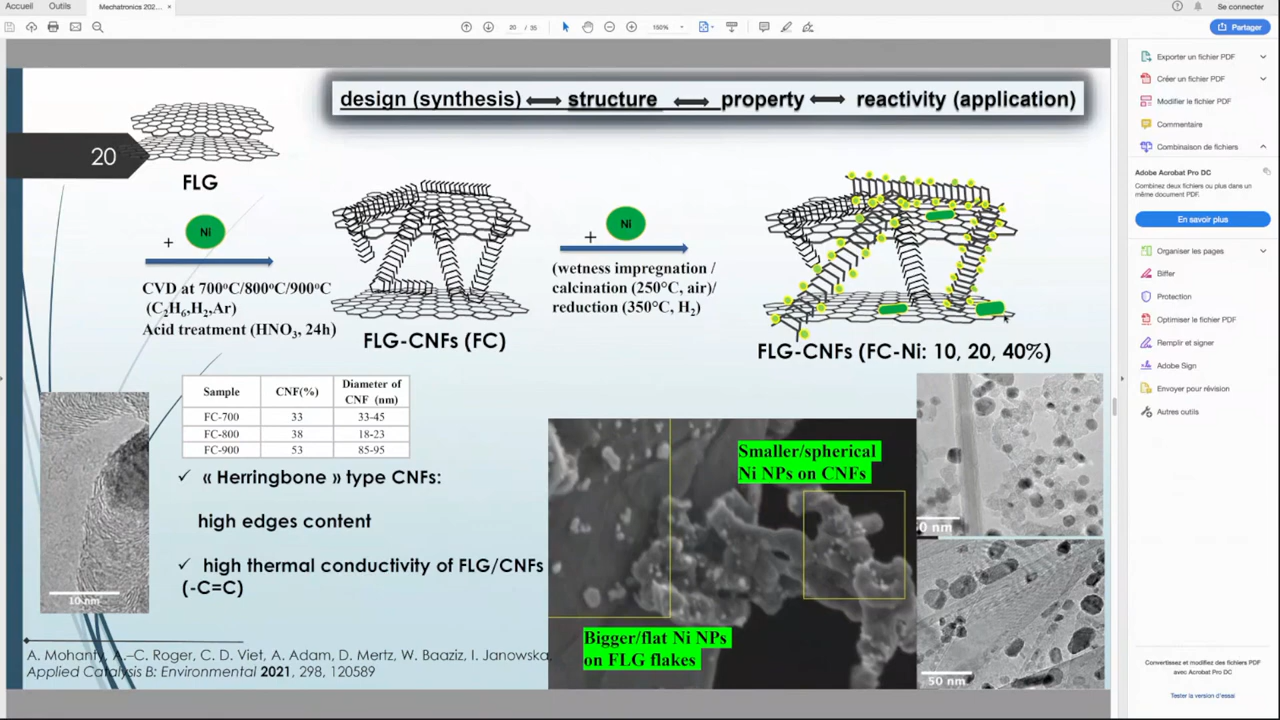 Accueil
Outils
Mechatronics 202...
×
Se connecter
20 / 35
150%
Partager
design (synthesis) structure property reactivity (application)
20
FLG
Ni
+
CVD at 700°C/800°C/900°C
(C2H6,H2,Ar)
Acid treatment (HNO3, 24h)
FLG-CNFs (FC)
Ni
+
(wetness impregnation /
calcination (250°C, air)/
reduction (350°C, H2)
FLG-CNFs (FC-Ni: 10, 20, 40%)
Sample CNF(%) Diameter of
CNF (nm)
FC-700 33 33-45
FC-800 38 18-23
FC-900 53 85-95
✓ « Herringbone » type CNFs:
high edges content
✓ high thermal conductivity of FLG/CNFs
(-C=C)
10 nm
Smaller/spherical
Ni NPs on CNFs
Bigger/flat Ni NPs
on FLG flakes
nm
50 nm
A. Mohanty, A.-C. Roger, C. D. Viet, A. Adam, D. Mertz, W. Baaziz, I. Janowska,
Applied Catalysis B: Environmental 2021, 298, 120589
Exporter un fichier PDF
Créer un fichier PDF
Modifier le fichier PDF
Commentaire
Combinaison de fichiers
Adobe Acrobat Pro DC
Combinez deux fichiers ou plus dans un
même document PDF.
En savoir plus
Organiser les pages
Biffer
Protection
Optimiser le fichier PDF
Remplir et signer
Adobe Sign
Envoyer pour révision
Autres outils
Convertissez et modifiez des fichiers PDF
avec Acrobat Pro DC
Tester la version d'essai